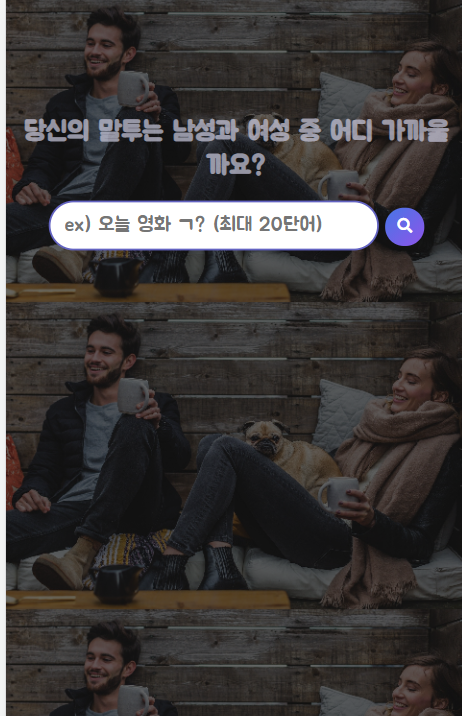 당신의 말투는 남성과 여성 중 어디 가까울
까요?
ex) 오늘 영화 ㄱ? (최대 20단어)